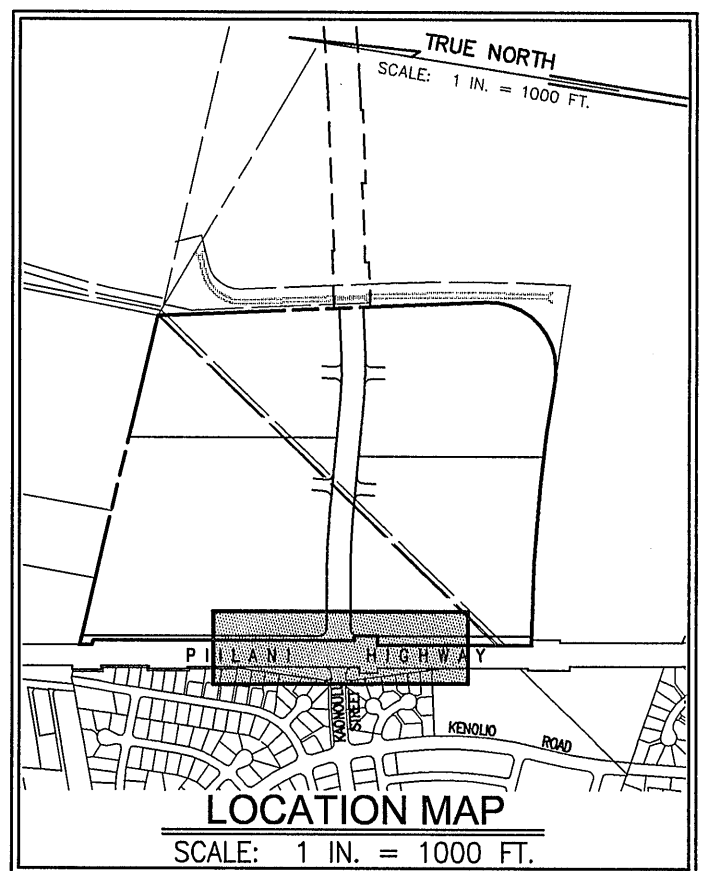 TRUE NORTH
SCALE: 1 IN. = 1000 FT.
PIILANI HIGHWAY
KAONOULU
STREET
KENOLIO ROAD
LOCATION MAP
SCALE: 1 IN. = 1000 FT.